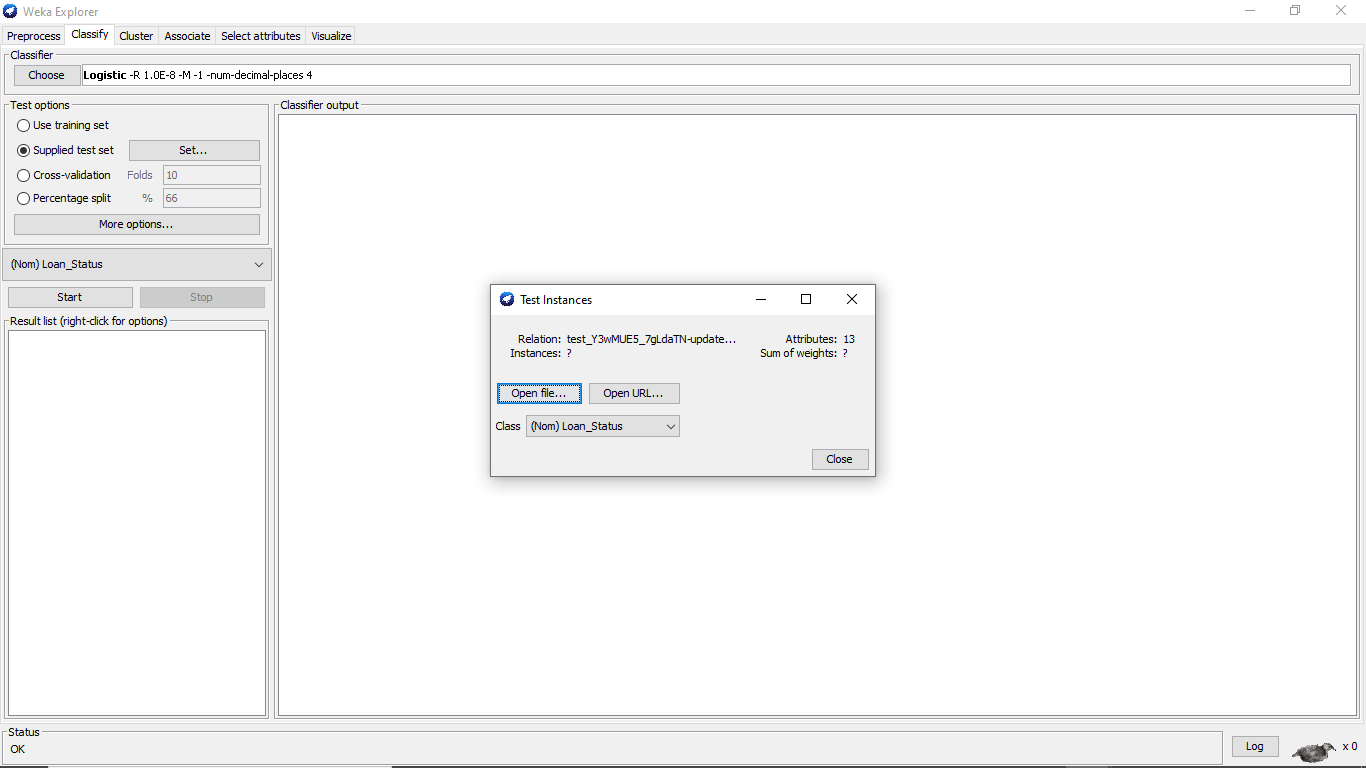 Weka Explorer
Preprocess Classify Cluster Associate Select attributes Visualize
Classifier
Choose Logistic -R 1.0E-8 -M -1 -num-decimal-places 4
Test options
Use training set
Supplied test set Set...
Cross-validation Folds 10
Percentage split % 66
More options...
(Nom) Loan_Status
Start Stop
Result list (right-click for options)
Classifier output
Test Instances
Relation: test_Y3wMUE5_7gLdaTN-update... Attributes: 13
Instances: ? Sum of weights: ?
Open file... Open URL...
Class (Nom) Loan_Status
Close
Status
OK
Log x 0